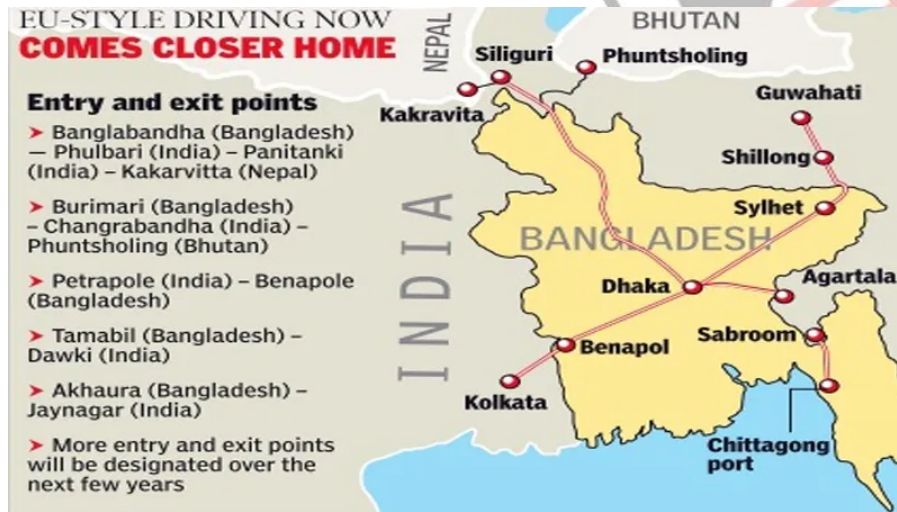 EU-STYLE DRIVING NOW
COMES CLOSER HOME
Entry and exit points
➤ Banglabandha (Bangladesh)
— Phulbari (India) – Panitanki
(India) – Kakarvitta (Nepal)
➤ Burimari (Bangladesh)
– Changrabandha (India) –
Phuntsholing (Bhutan)
➤ Petrapole (India) – Benapole
(Bangladesh)
➤ Tamabil (Bangladesh) –
Dawki (India)
➤ Akhaura (Bangladesh) –
Jaynagar (India)
➤ More entry and exit points
will be designated over the
next few years
NEPAL
BHUTAN
Siliguri
Phuntsholing
Kakravita
Guwahati
Shillong
Sylhet
INDIA
BANGLADESH
Dhaka
Agartala
Sabroom
Benapol
Kolkata
Chittagong
port